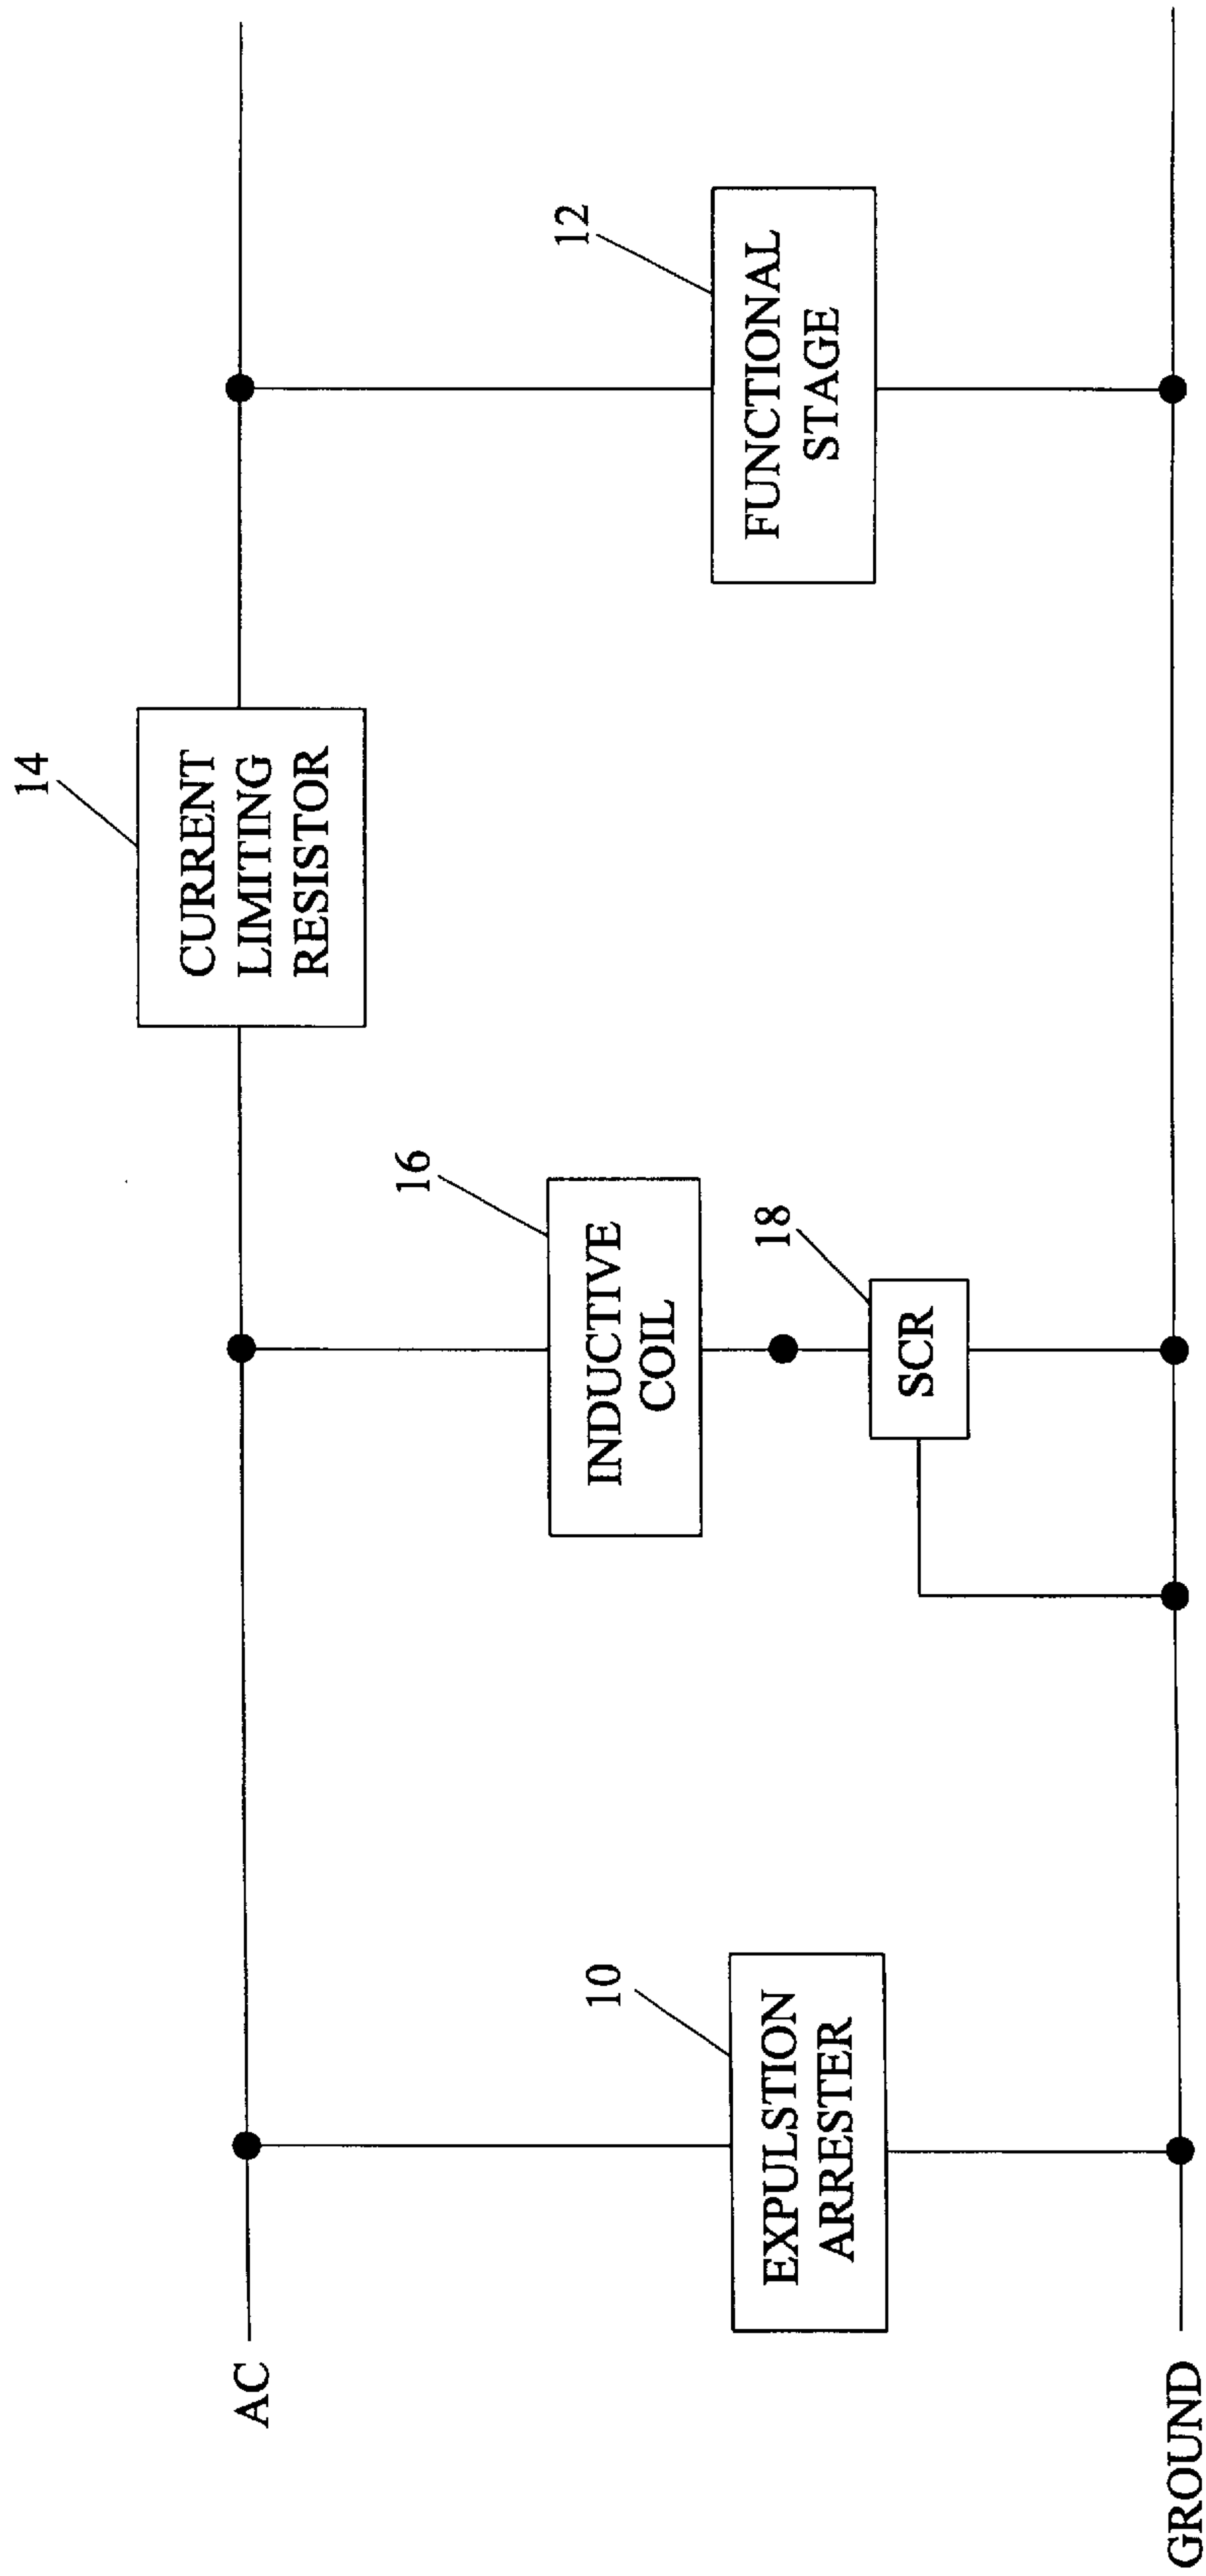 14
CURRENT
LIMITING
RESISTOR
12
FUNCTIONAL
STAGE
16
INDUCTIVE
COIL
18
SCR
10
EXPULSTION
ARRESTER
AC
GROUND